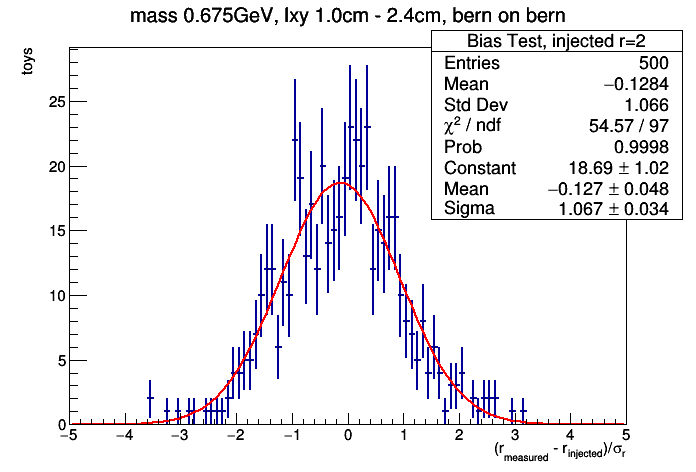 mass 0.675GeV, lxy 1.0cm - 2.4cm, bern on bern
toys
Bias Test, injected r=2
Entries 500
Mean −0.1284
Std Dev 1.066
χ² / ndf 54.57 / 97
Prob 0.9998
Constant 18.69 ± 1.02
Mean −0.127 ± 0.048
Sigma 1.067 ± 0.034
25
20
15
10
5
0
−5 −4 −3 −2 −1 0 1 2 3 4 5
(r_measured - r_injected)/σ_r